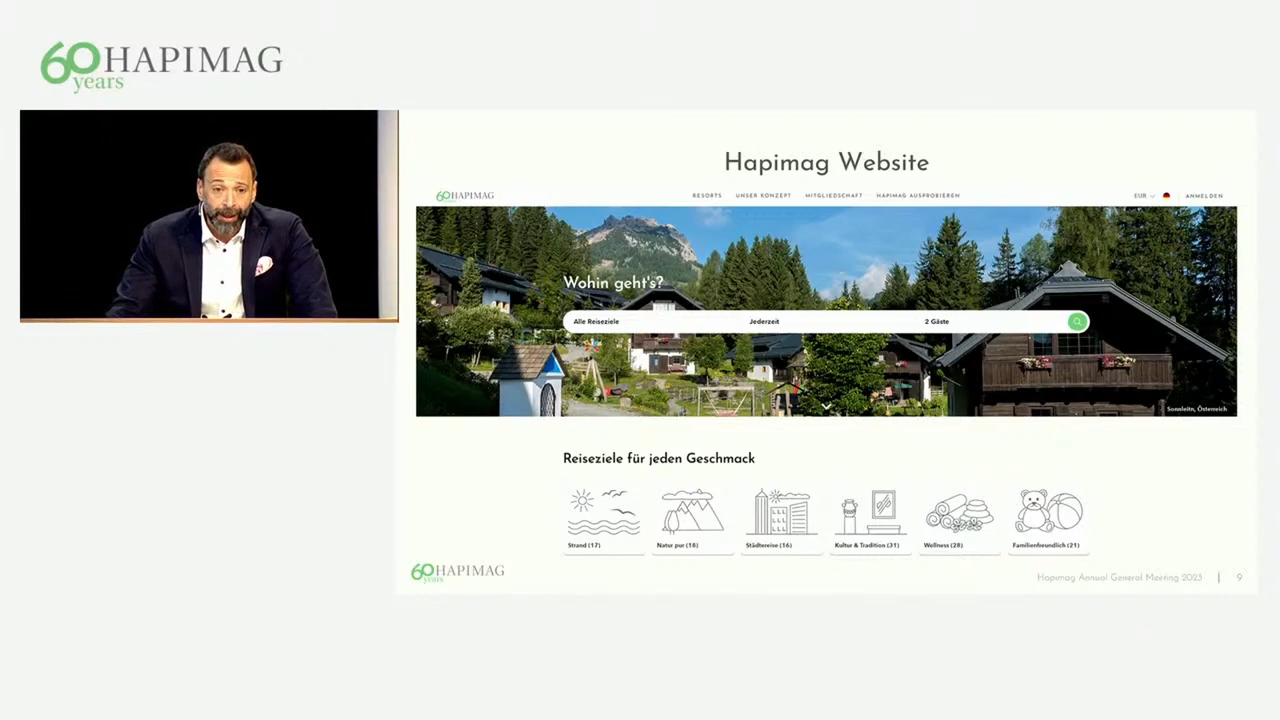 60 HAPIMAG
years
Hapimag Website
60 HAPIMAG
RESORTS UNSER KONZEPT MITGLIEDSCHAFT HAPIMAG AUSPROBIEREN
EUR ANMELDEN
Wohin geht's?
Alle Reiseziele Jederzeit 2 Gäste
Sonnleitn, Österreich
Reiseziele für jeden Geschmack
Strand (17) Natur pur (18) Städtereise (16) Kultur & Tradition (31) Wellness (28) Familienfreundlich (21)
60 HAPIMAG
years
Hapimag Annual General Meeting 2023 | 9